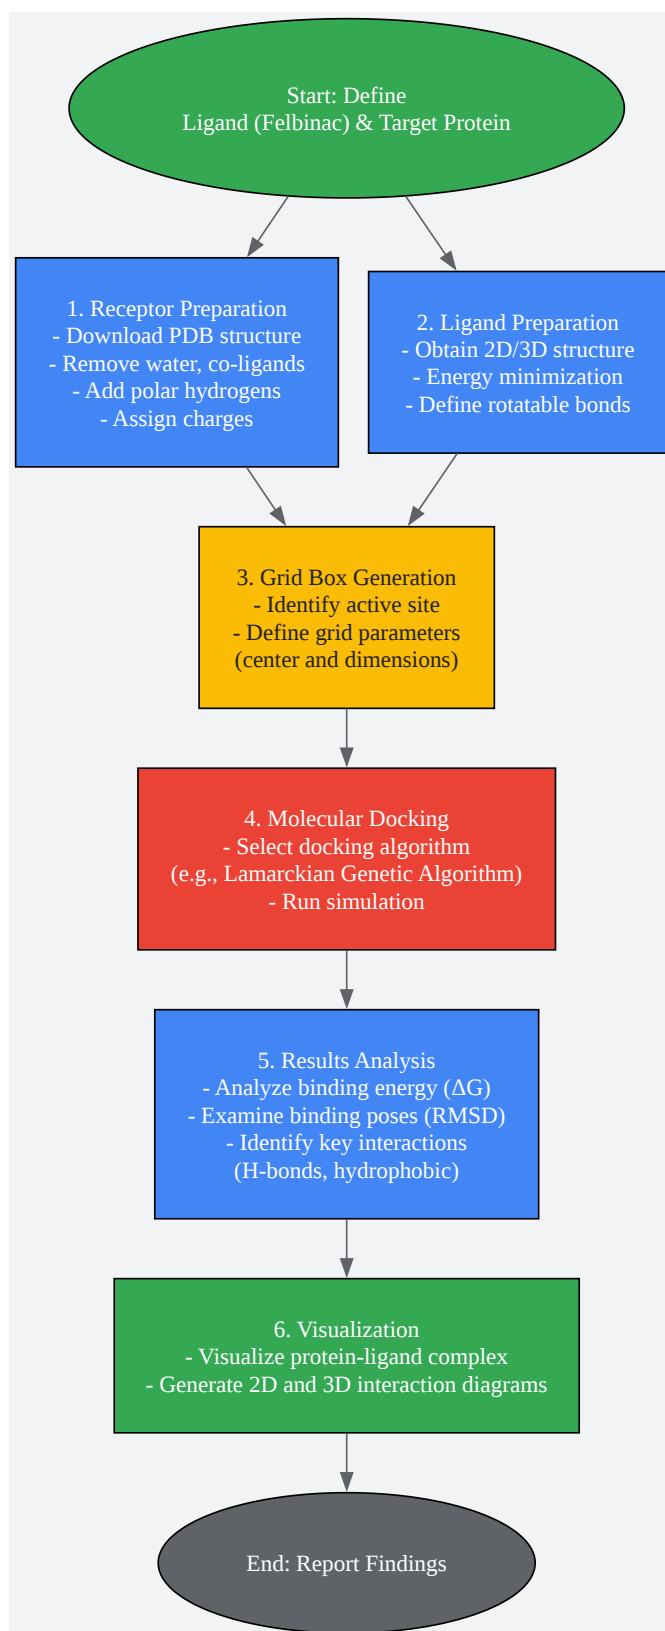 Start: Define
Ligand (Felbinac) & Target Protein
1. Receptor Preparation
- Download PDB structure
- Remove water, co-ligands
- Add polar hydrogens
- Assign charges
2. Ligand Preparation
- Obtain 2D/3D structure
- Energy minimization
- Define rotatable bonds
3. Grid Box Generation
- Identify active site
- Define grid parameters
(center and dimensions)
4. Molecular Docking
- Select docking algorithm
(e.g., Lamarckian Genetic Algorithm)
- Run simulation
5. Results Analysis
- Analyze binding energy (ΔG)
- Examine binding poses (RMSD)
- Identify key interactions
(H-bonds, hydrophobic)
6. Visualization
- Visualize protein-ligand complex
- Generate 2D and 3D interaction diagrams
End: Report Findings